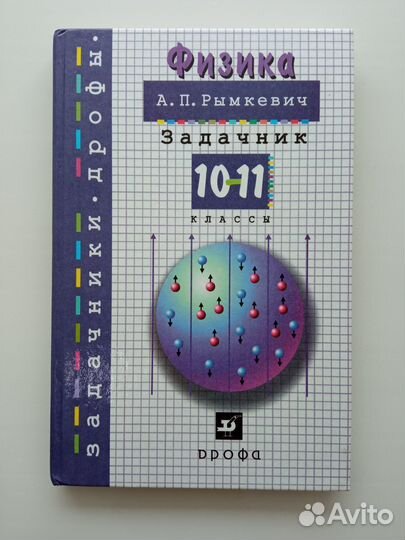 Физика
А.П.Рымкевич
Задачник
10-11
классы
задачники·дрофы·
дрофа
Avito